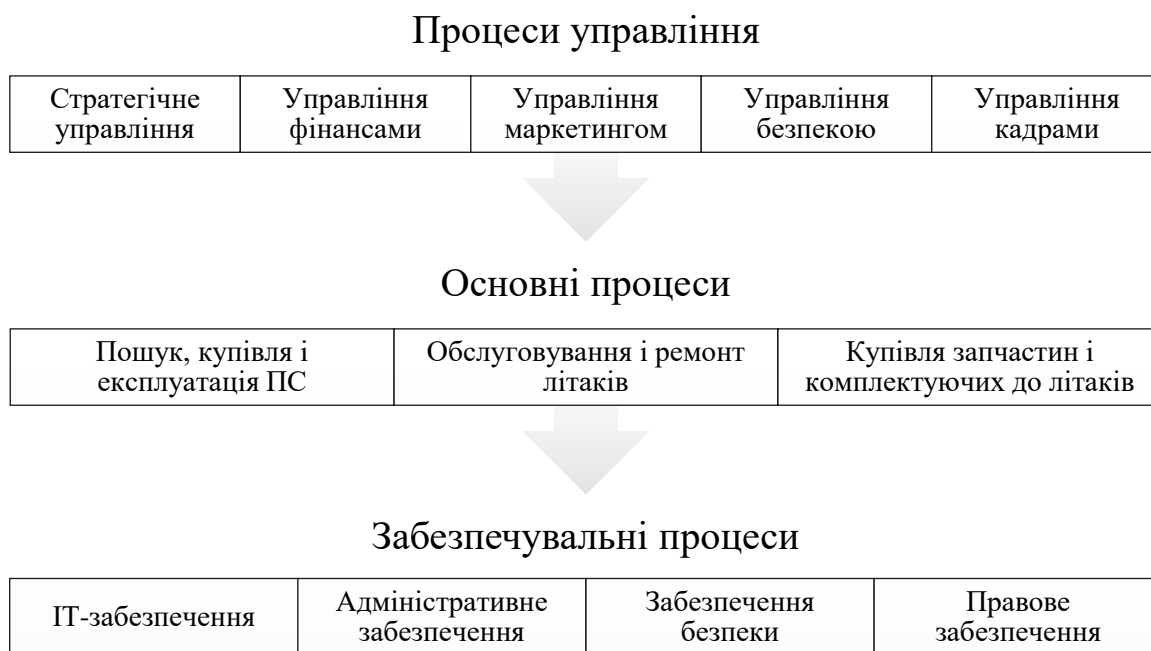 Процеси управління
Стратегічне
управління
Управління
фінансами
Управління
маркетингом
Управління
безпекою
Управління
кадрами
Основні процеси
Пошук, купівля і
експлуатація ПС
Обслуговування і ремонт
літаків
Купівля запчастин і
комплектуючих до літаків
Забезпечувальні процеси
ІТ-забезпечення
Адміністративне
забезпечення
Забезпечення
безпеки
Правове
забезпечення